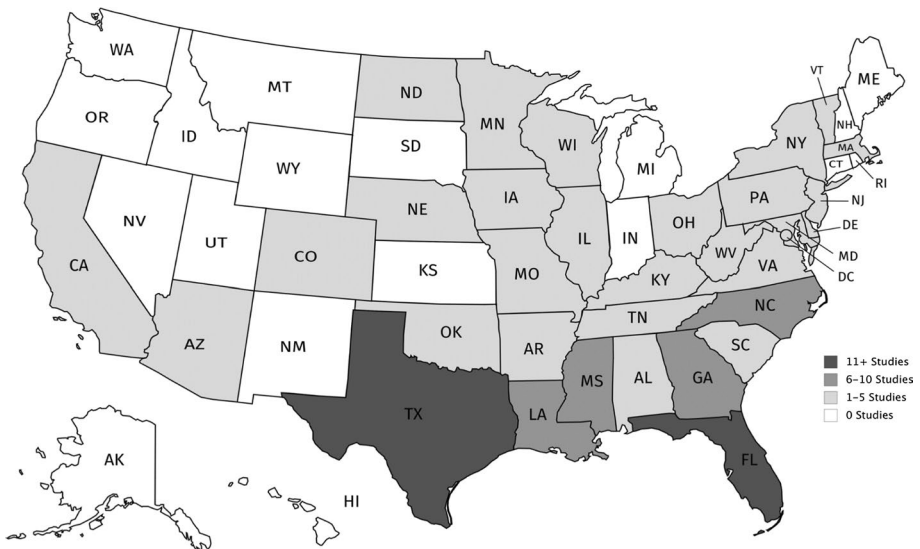 WA
MT
ND
MN
VT
ME
OR
ID
SD
WI
MI
NY
NH
MA
CT
RI
WY
IA
PA
NJ
NV
NE
OH
DE
UT
IL
IN
MD
CA
CO
KS
MO
WV
VA
DC
KY
NC
AZ
NM
OK
TN
AR
SC
MS
AL
GA
TX
LA
FL
AK
HI
11+ Studies
6–10 Studies
1–5 Studies
0 Studies